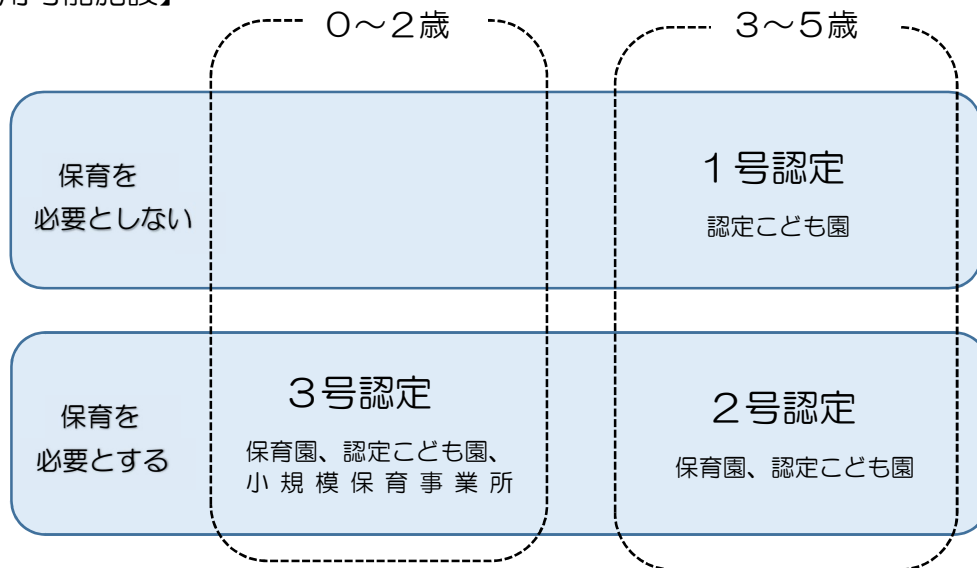 ０～２歳
３～５歳
保育を
必要としない
１号認定
認定こども園
保育を
必要とする
３号認定
保育園、認定こども園、
小規模保育事業所
２号認定
保育園、認定こども園